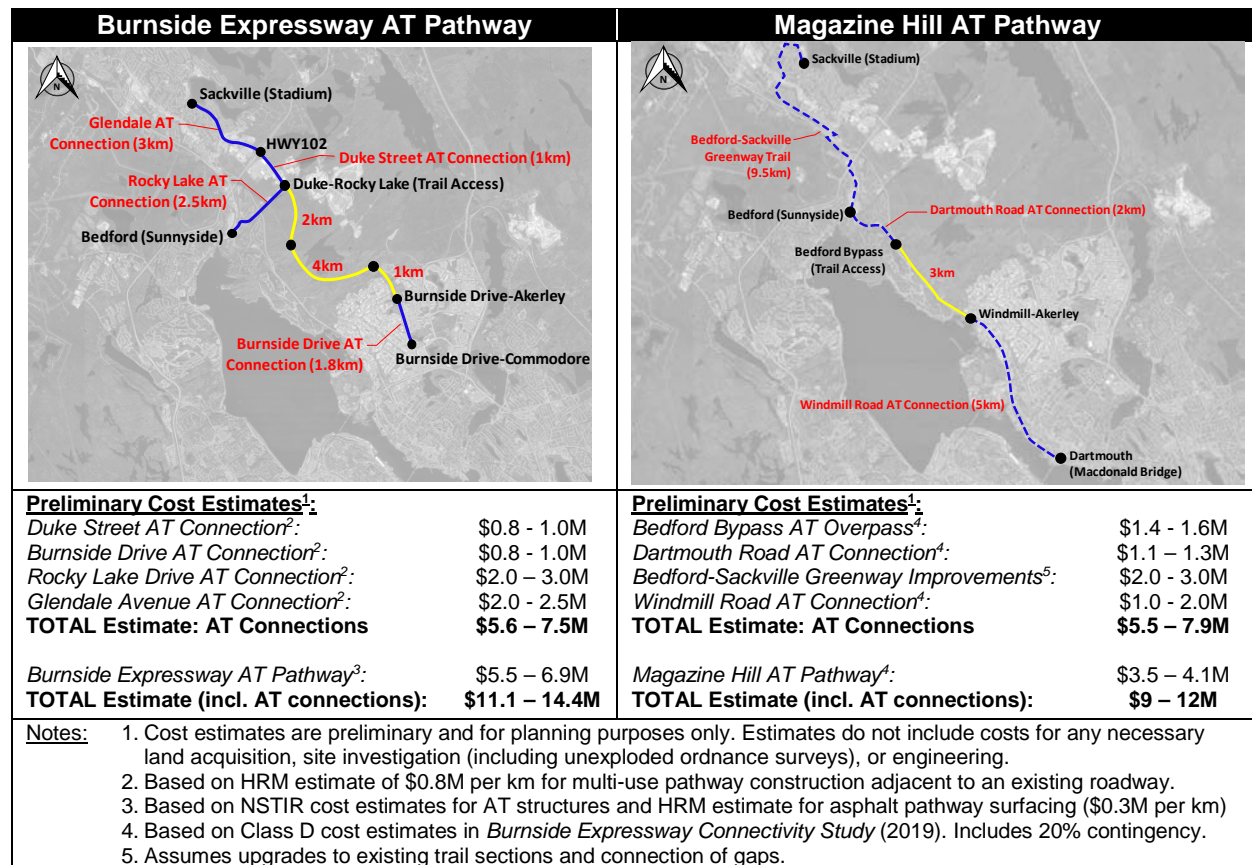 Burnside Expressway AT Pathway
N
Sackville (Stadium)
Glendale AT
Connection (3km)
HWY102
Duke Street AT Connection (1km)
Rocky Lake AT
Connection (2.5km)
Duke-Rocky Lake (Trail Access)
2km
Bedford (Sunnyside)
4km
1km
Burnside Drive-Akerley
Burnside Drive AT
Connection (1.8km)
Burnside Drive-Commodore
Magazine Hill AT Pathway
N
Sackville (Stadium)
Bedford-Sackville
Greenway Trail
(9.5km)
Bedford (Sunnyside)
Dartmouth Road AT Connection (2km)
Bedford Bypass
(Trail Access)
3km
Windmill-Akerley
Windmill Road AT Connection (5km)
Dartmouth
(Macdonald Bridge)
Preliminary Cost Estimates¹:
Duke Street AT Connection²: $0.8 - 1.0M
Burnside Drive AT Connection²: $0.8 - 1.0M
Rocky Lake Drive AT Connection²: $2.0 – 3.0M
Glendale Avenue AT Connection²: $2.0 - 2.5M
TOTAL Estimate: AT Connections $5.6 – 7.5M
Burnside Expressway AT Pathway³: $5.5 – 6.9M
TOTAL Estimate (incl. AT connections): $11.1 – 14.4M
Preliminary Cost Estimates¹:
Bedford Bypass AT Overpass⁴: $1.4 - 1.6M
Dartmouth Road AT Connection⁴: $1.1 – 1.3M
Bedford-Sackville Greenway Improvements⁵: $2.0 - 3.0M
Windmill Road AT Connection⁴: $1.0 - 2.0M
TOTAL Estimate: AT Connections $5.5 – 7.9M
Magazine Hill AT Pathway⁴: $3.5 – 4.1M
TOTAL Estimate (incl. AT connections): $9 – 12M
Notes: 1. Cost estimates are preliminary and for planning purposes only. Estimates do not include costs for any necessary
land acquisition, site investigation (including unexploded ordnance surveys), or engineering.
2. Based on HRM estimate of $0.8M per km for multi-use pathway construction adjacent to an existing roadway.
3. Based on NSTIR cost estimates for AT structures and HRM estimate for asphalt pathway surfacing ($0.3M per km)
4. Based on Class D cost estimates in Burnside Expressway Connectivity Study (2019). Includes 20% contingency.
5. Assumes upgrades to existing trail sections and connection of gaps.